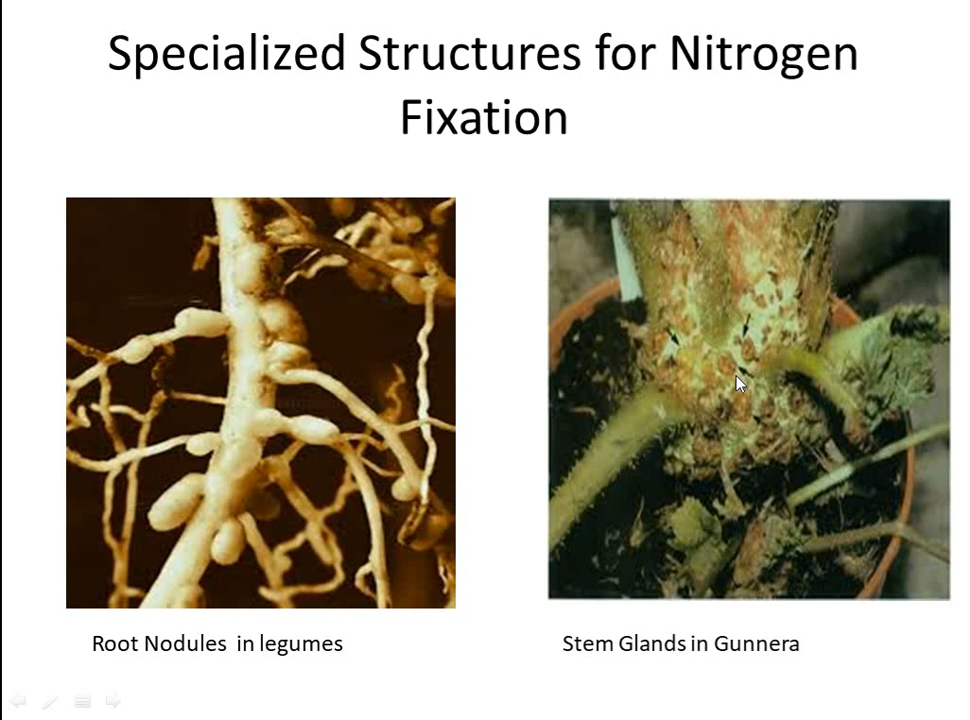 Specialized Structures for Nitrogen
Fixation
Root Nodules in legumes
Stem Glands in Gunnera